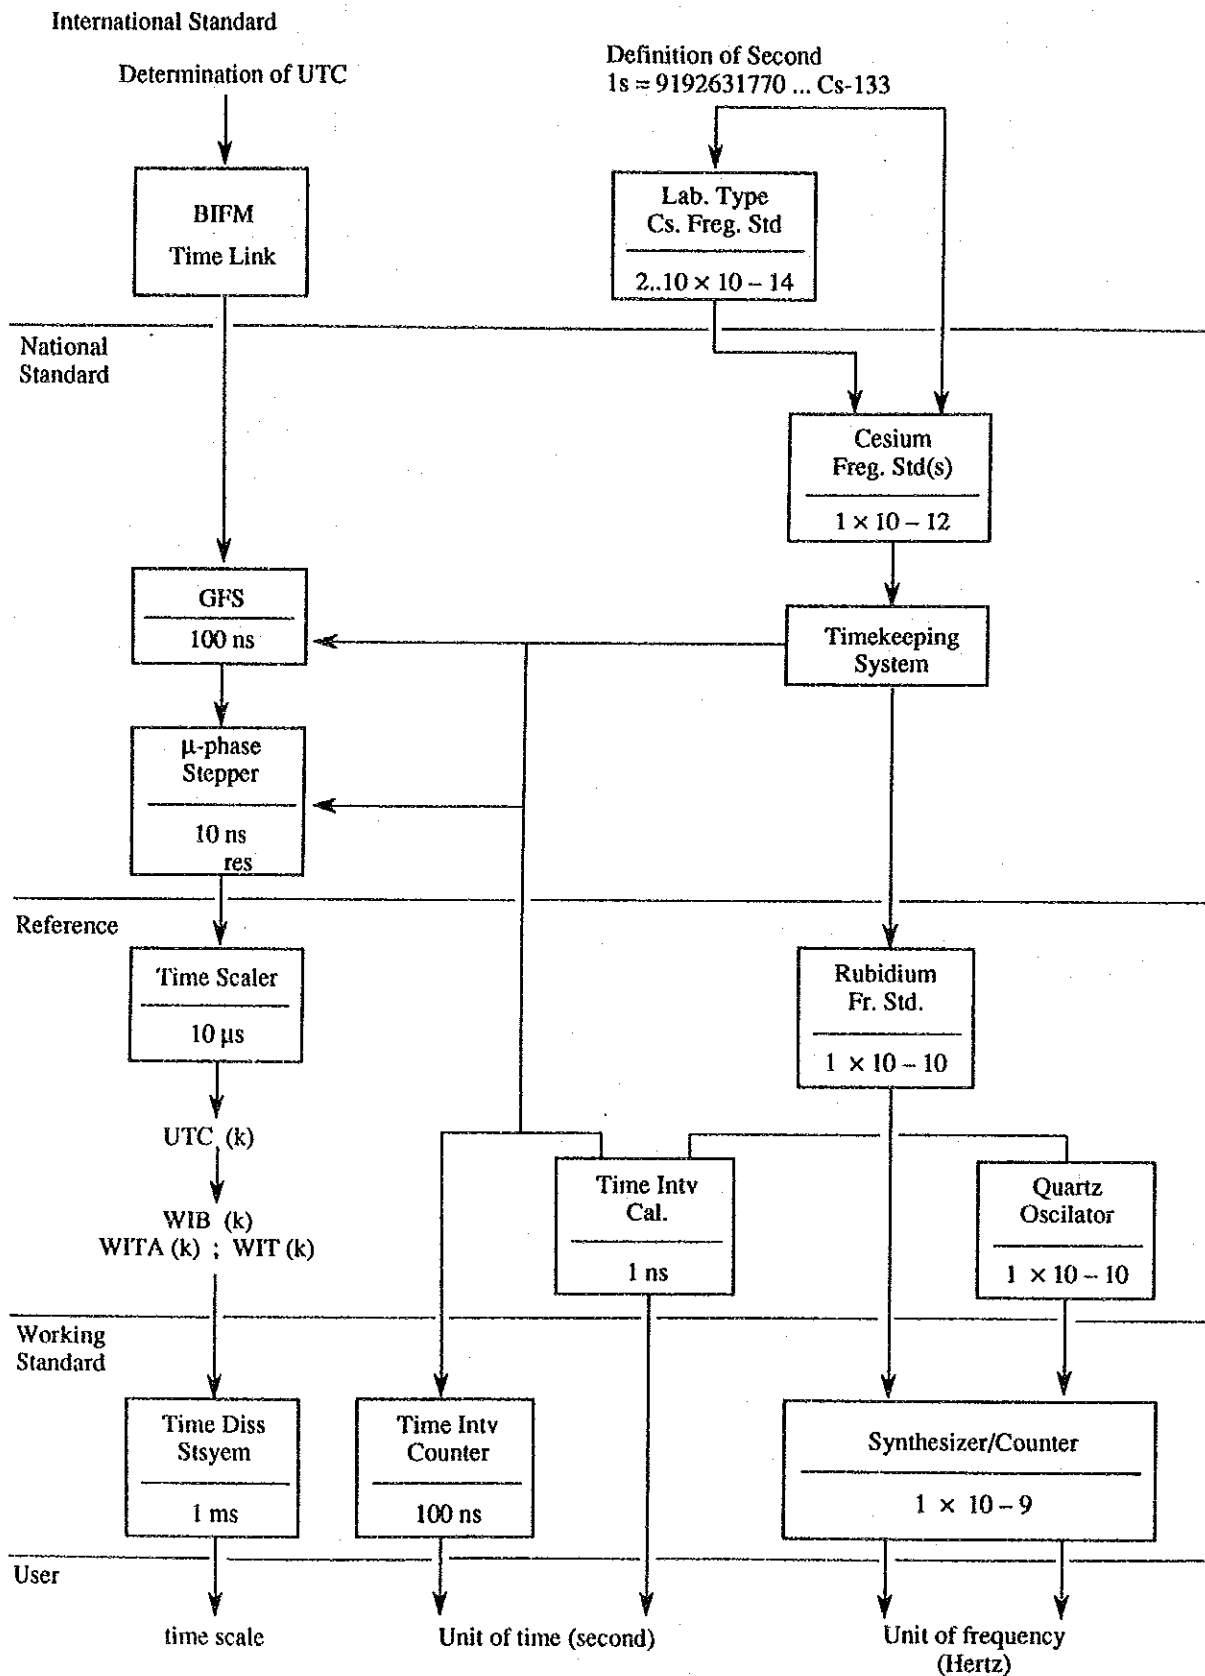 International Standard
Determination of UTC
Definition of Second
1s = 9192631770 ... Cs-133
BIFM
Time Link
Lab. Type
Cs. Freg. Std
2..10 × 10 – 14
National
Standard
Cesium
Freg. Std(s)
1 × 10 – 12
GFS
100 ns
Timekeeping
System
µ-phase
Stepper
10 ns
res
Reference
Time Scaler
10 µs
Rubidium
Fr. Std.
1 × 10 – 10
UTC (k)
WIB (k)
WITA (k) ; WIT (k)
Time Intv
Cal.
1 ns
Quartz
Oscilator
1 × 10 – 10
Working
Standard
Time Diss
Stsyem
1 ms
Time Intv
Counter
100 ns
Synthesizer/Counter
1 × 10 – 9
User
time scale
Unit of time (second)
Unit of frequency
(Hertz)